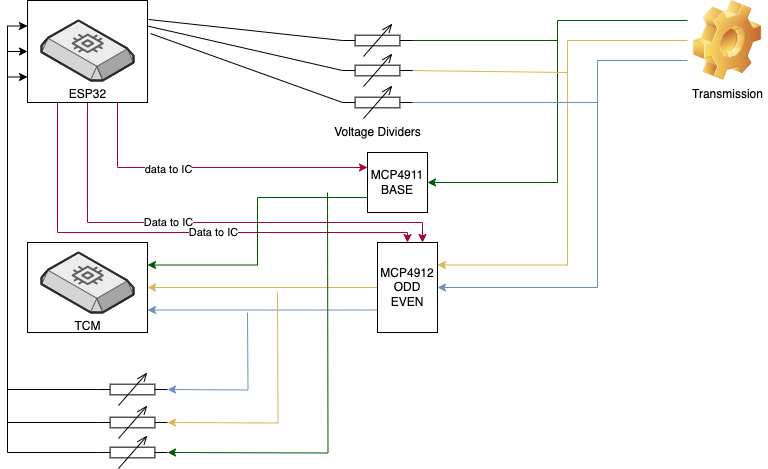 ESP32
Transmission
Voltage Dividers
data to IC
MCP4911
BASE
Data to IC
Data to IC
MCP4912
ODD
EVEN
TCM